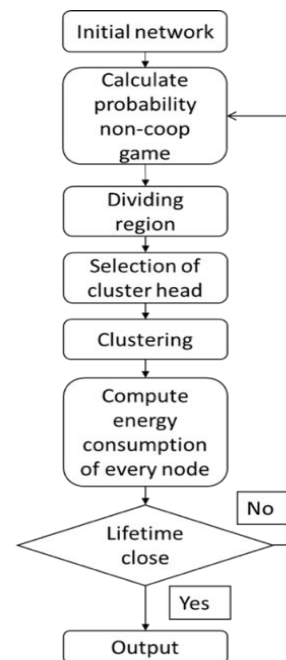 Initial network
Calculate
probability
non-coop
game
Dividing
region
Selection of
cluster head
Clustering
Compute
energy
consumption
of every node
Lifetime
close
No
Yes
Output